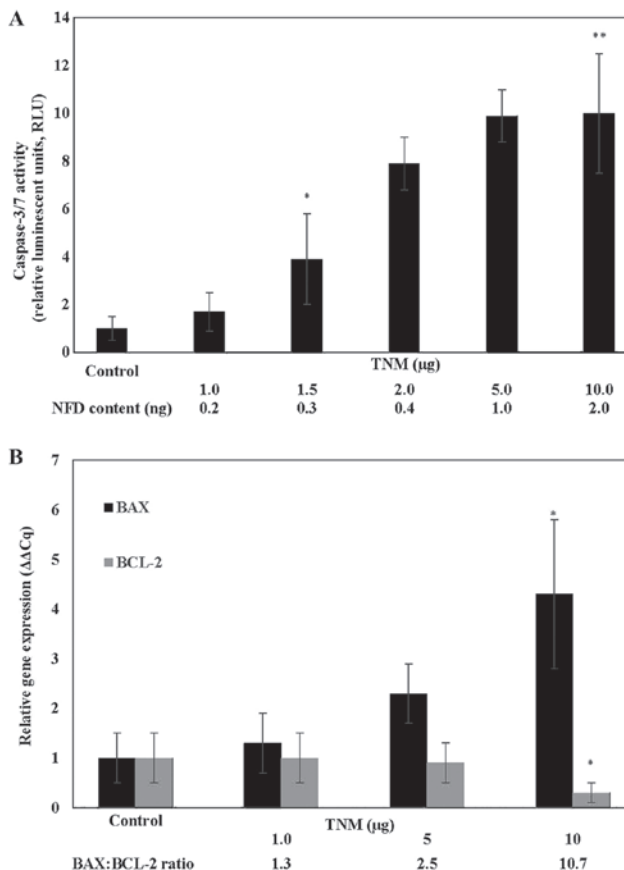 A
Caspase-3/7 activity
(relative luminescent units, RLU)
14
12
10
8
6
4
2
0
*
**
Control
TNM (µg)
1.0 1.5 2.0 5.0 10.0
NFD content (ng) 0.2 0.3 0.4 1.0 2.0
B
Relative gene expression (ΔΔCq)
7
6
5
4
3
2
1
0
BAX
BCL-2
*
*
Control
TNM (µg)
1.0 5 10
BAX:BCL-2 ratio 1.3 2.5 10.7